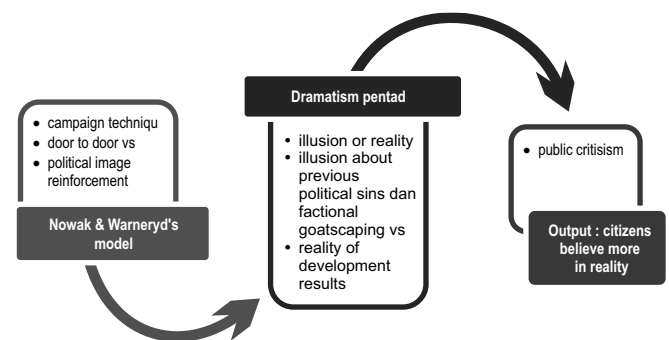 • campaign techniqu
• door to door vs
• political image
reinforcement
Nowak & Warneryd's
model
Dramatism pentad
• illusion or reality
• illusion about
previous
political sins dan
factional
goatscaping vs
• reality of
development
results
• public critisism
Output : citizens
believe more
in reality